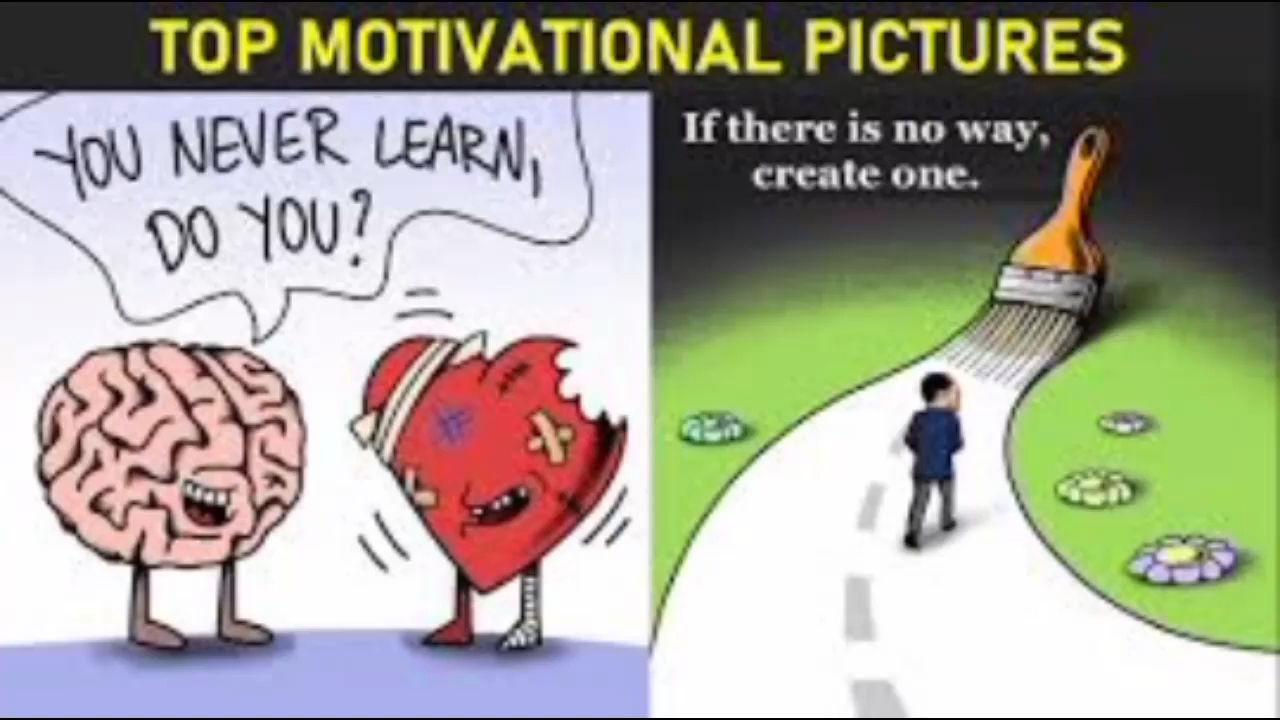 TOP MOTIVATIONAL PICTURES
YOU NEVER LEARN,
DO YOU?
If there is no way,
create one.